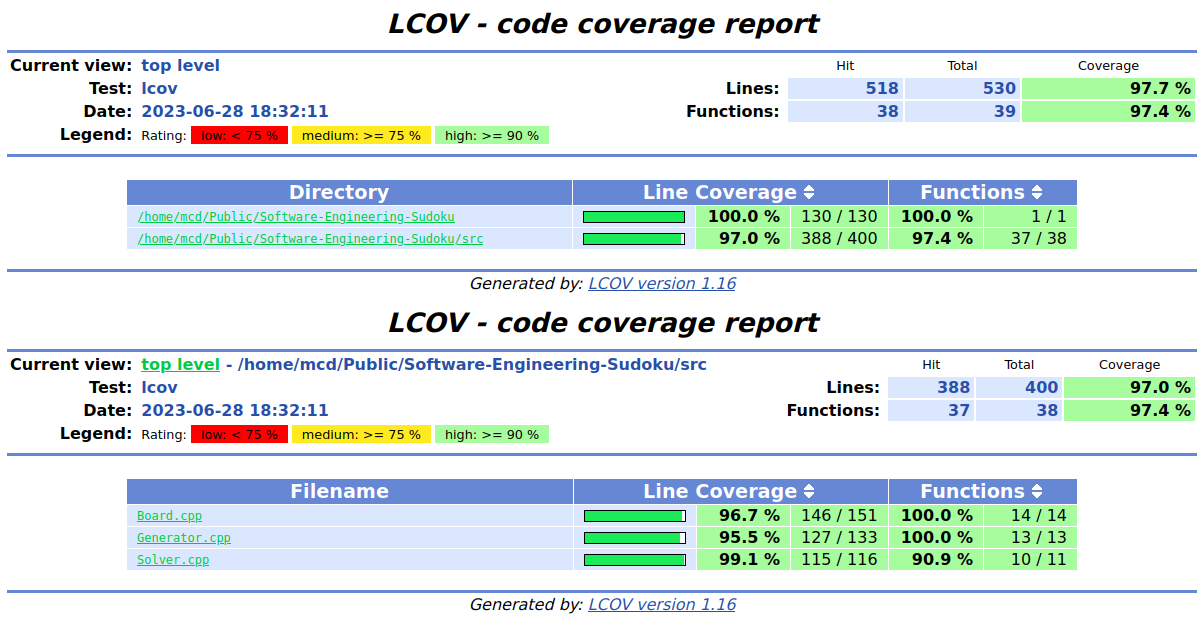 LCOV - code coverage report
Current view: top level Hit Total Coverage
Test: lcov Lines: 518 530 97.7 %
Date: 2023-06-28 18:32:11 Functions: 38 39 97.4 %
Legend: Rating: low: < 75 % medium: >= 75 % high: >= 90 %
Directory Line Coverage Functions
/home/mcd/Public/Software-Engineering-Sudoku 100.0 % 130 / 130 100.0 % 1 / 1
/home/mcd/Public/Software-Engineering-Sudoku/src 97.0 % 388 / 400 97.4 % 37 / 38
Generated by: LCOV version 1.16
LCOV - code coverage report
Current view: top level - /home/mcd/Public/Software-Engineering-Sudoku/src Hit Total Coverage
Test: lcov Lines: 388 400 97.0 %
Date: 2023-06-28 18:32:11 Functions: 37 38 97.4 %
Legend: Rating: low: < 75 % medium: >= 75 % high: >= 90 %
Filename Line Coverage Functions
Board.cpp 96.7 % 146 / 151 100.0 % 14 / 14
Generator.cpp 95.5 % 127 / 133 100.0 % 13 / 13
Solver.cpp 99.1 % 115 / 116 90.9 % 10 / 11
Generated by: LCOV version 1.16